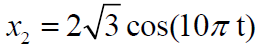 x₂ = 2√3 cos(10π t)